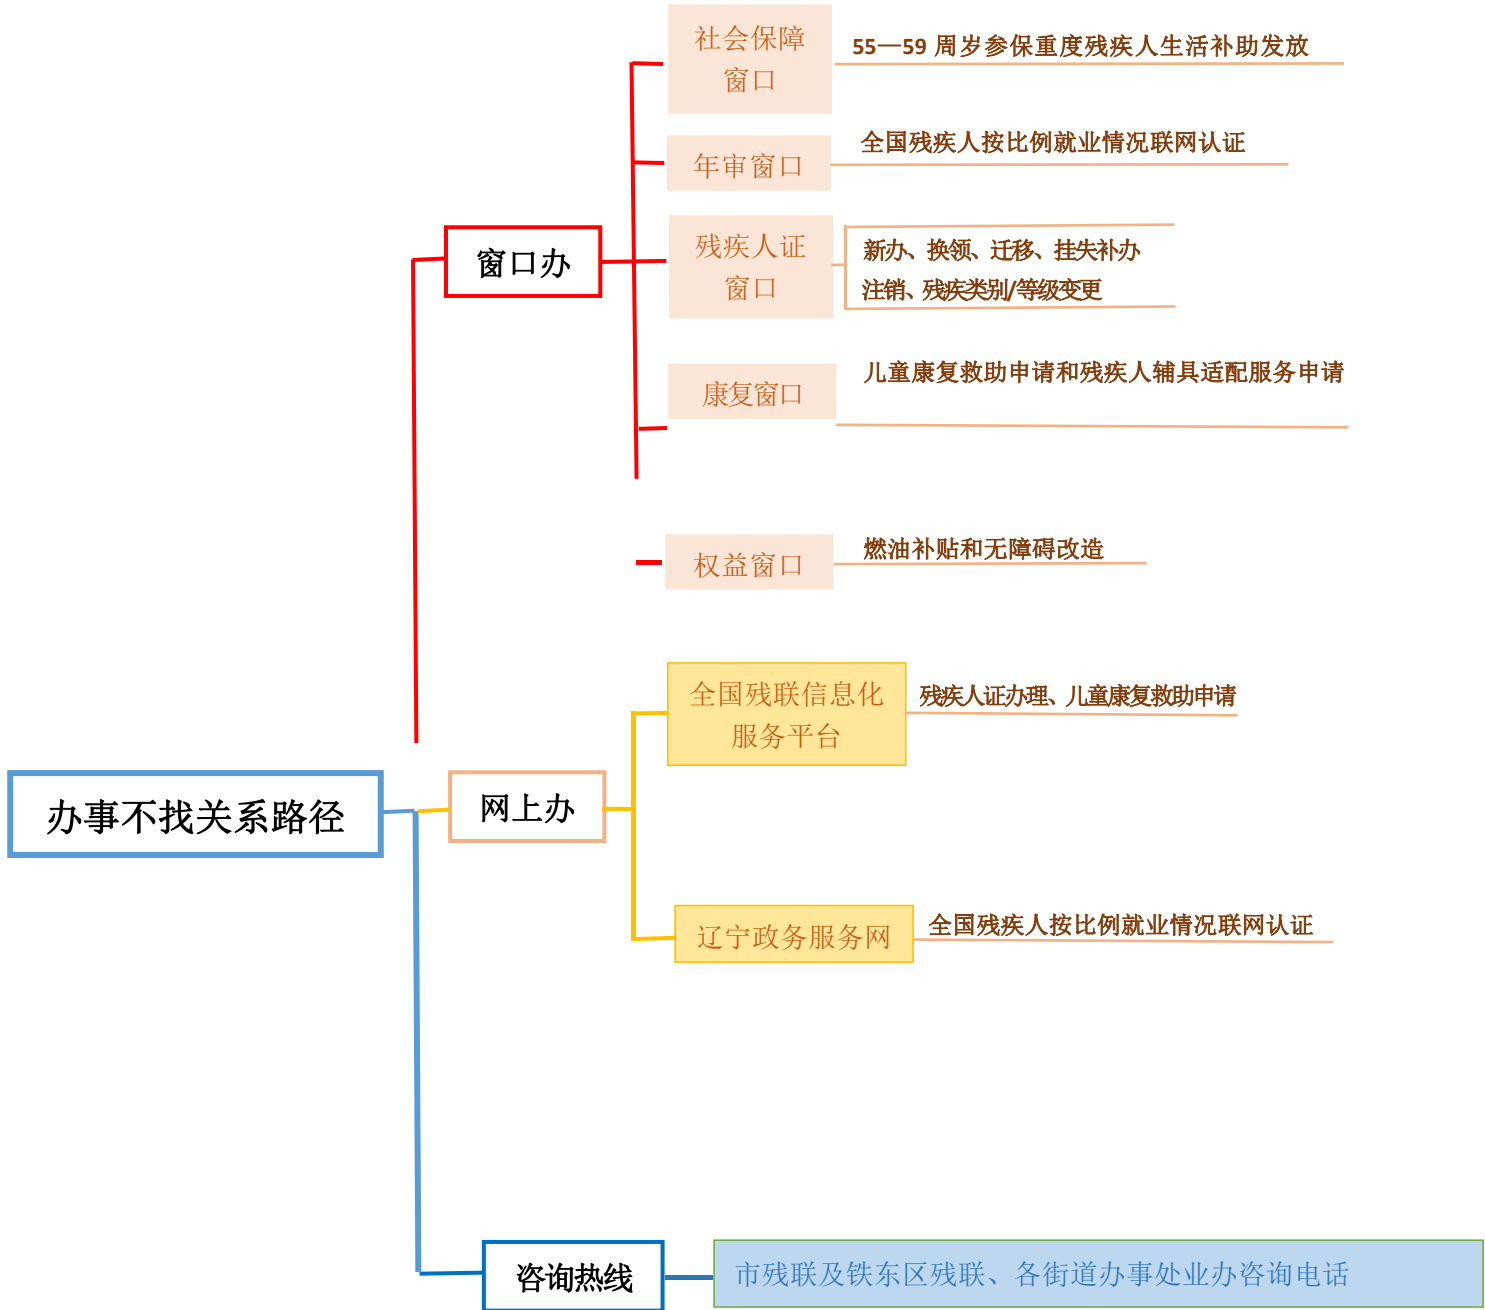 社会保障
窗口
55—59 周岁参保重度残疾人生活补助发放
年审窗口
全国残疾人按比例就业情况联网认证
窗口办
残疾人证
窗口
新办、换领、迁移、挂失补办
注销、残疾类别/等级变更
康复窗口
儿童康复救助申请和残疾人辅具适配服务申请
权益窗口
燃油补贴和无障碍改造
办事不找关系路径
网上办
全国残联信息化
服务平台
残疾人证办理、儿童康复救助申请
辽宁政务服务网
全国残疾人按比例就业情况联网认证
咨询热线
市残联及铁东区残联、各街道办事处业办咨询电话